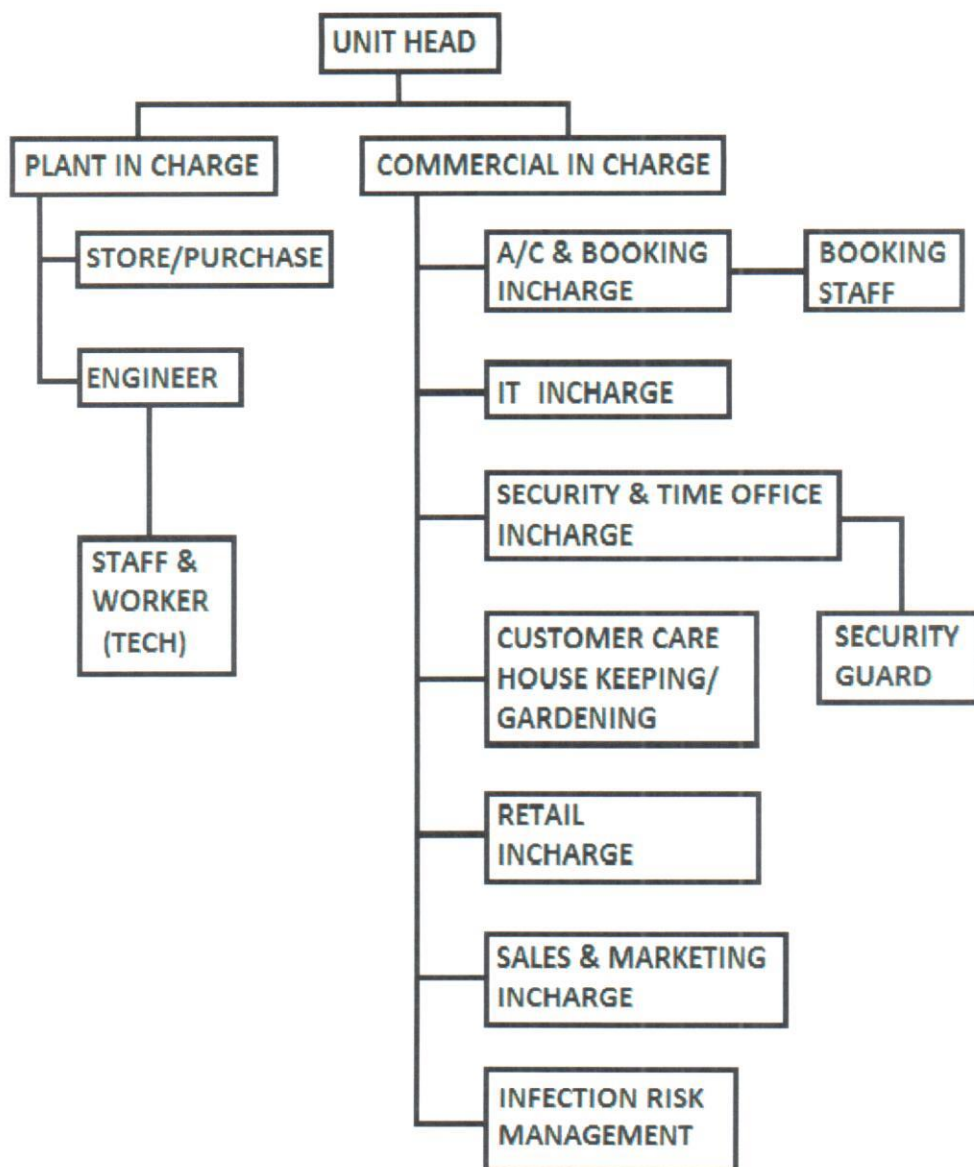 UNIT HEAD
PLANT IN CHARGE
COMMERCIAL IN CHARGE
STORE/PURCHASE
A/C & BOOKING
INCHARGE
BOOKING
STAFF
ENGINEER
IT INCHARGE
SECURITY & TIME OFFICE
INCHARGE
STAFF &
WORKER
(TECH)
CUSTOMER CARE
HOUSE KEEPING/
GARDENING
SECURITY
GUARD
RETAIL
INCHARGE
SALES & MARKETING
INCHARGE
INFECTION RISK
MANAGEMENT